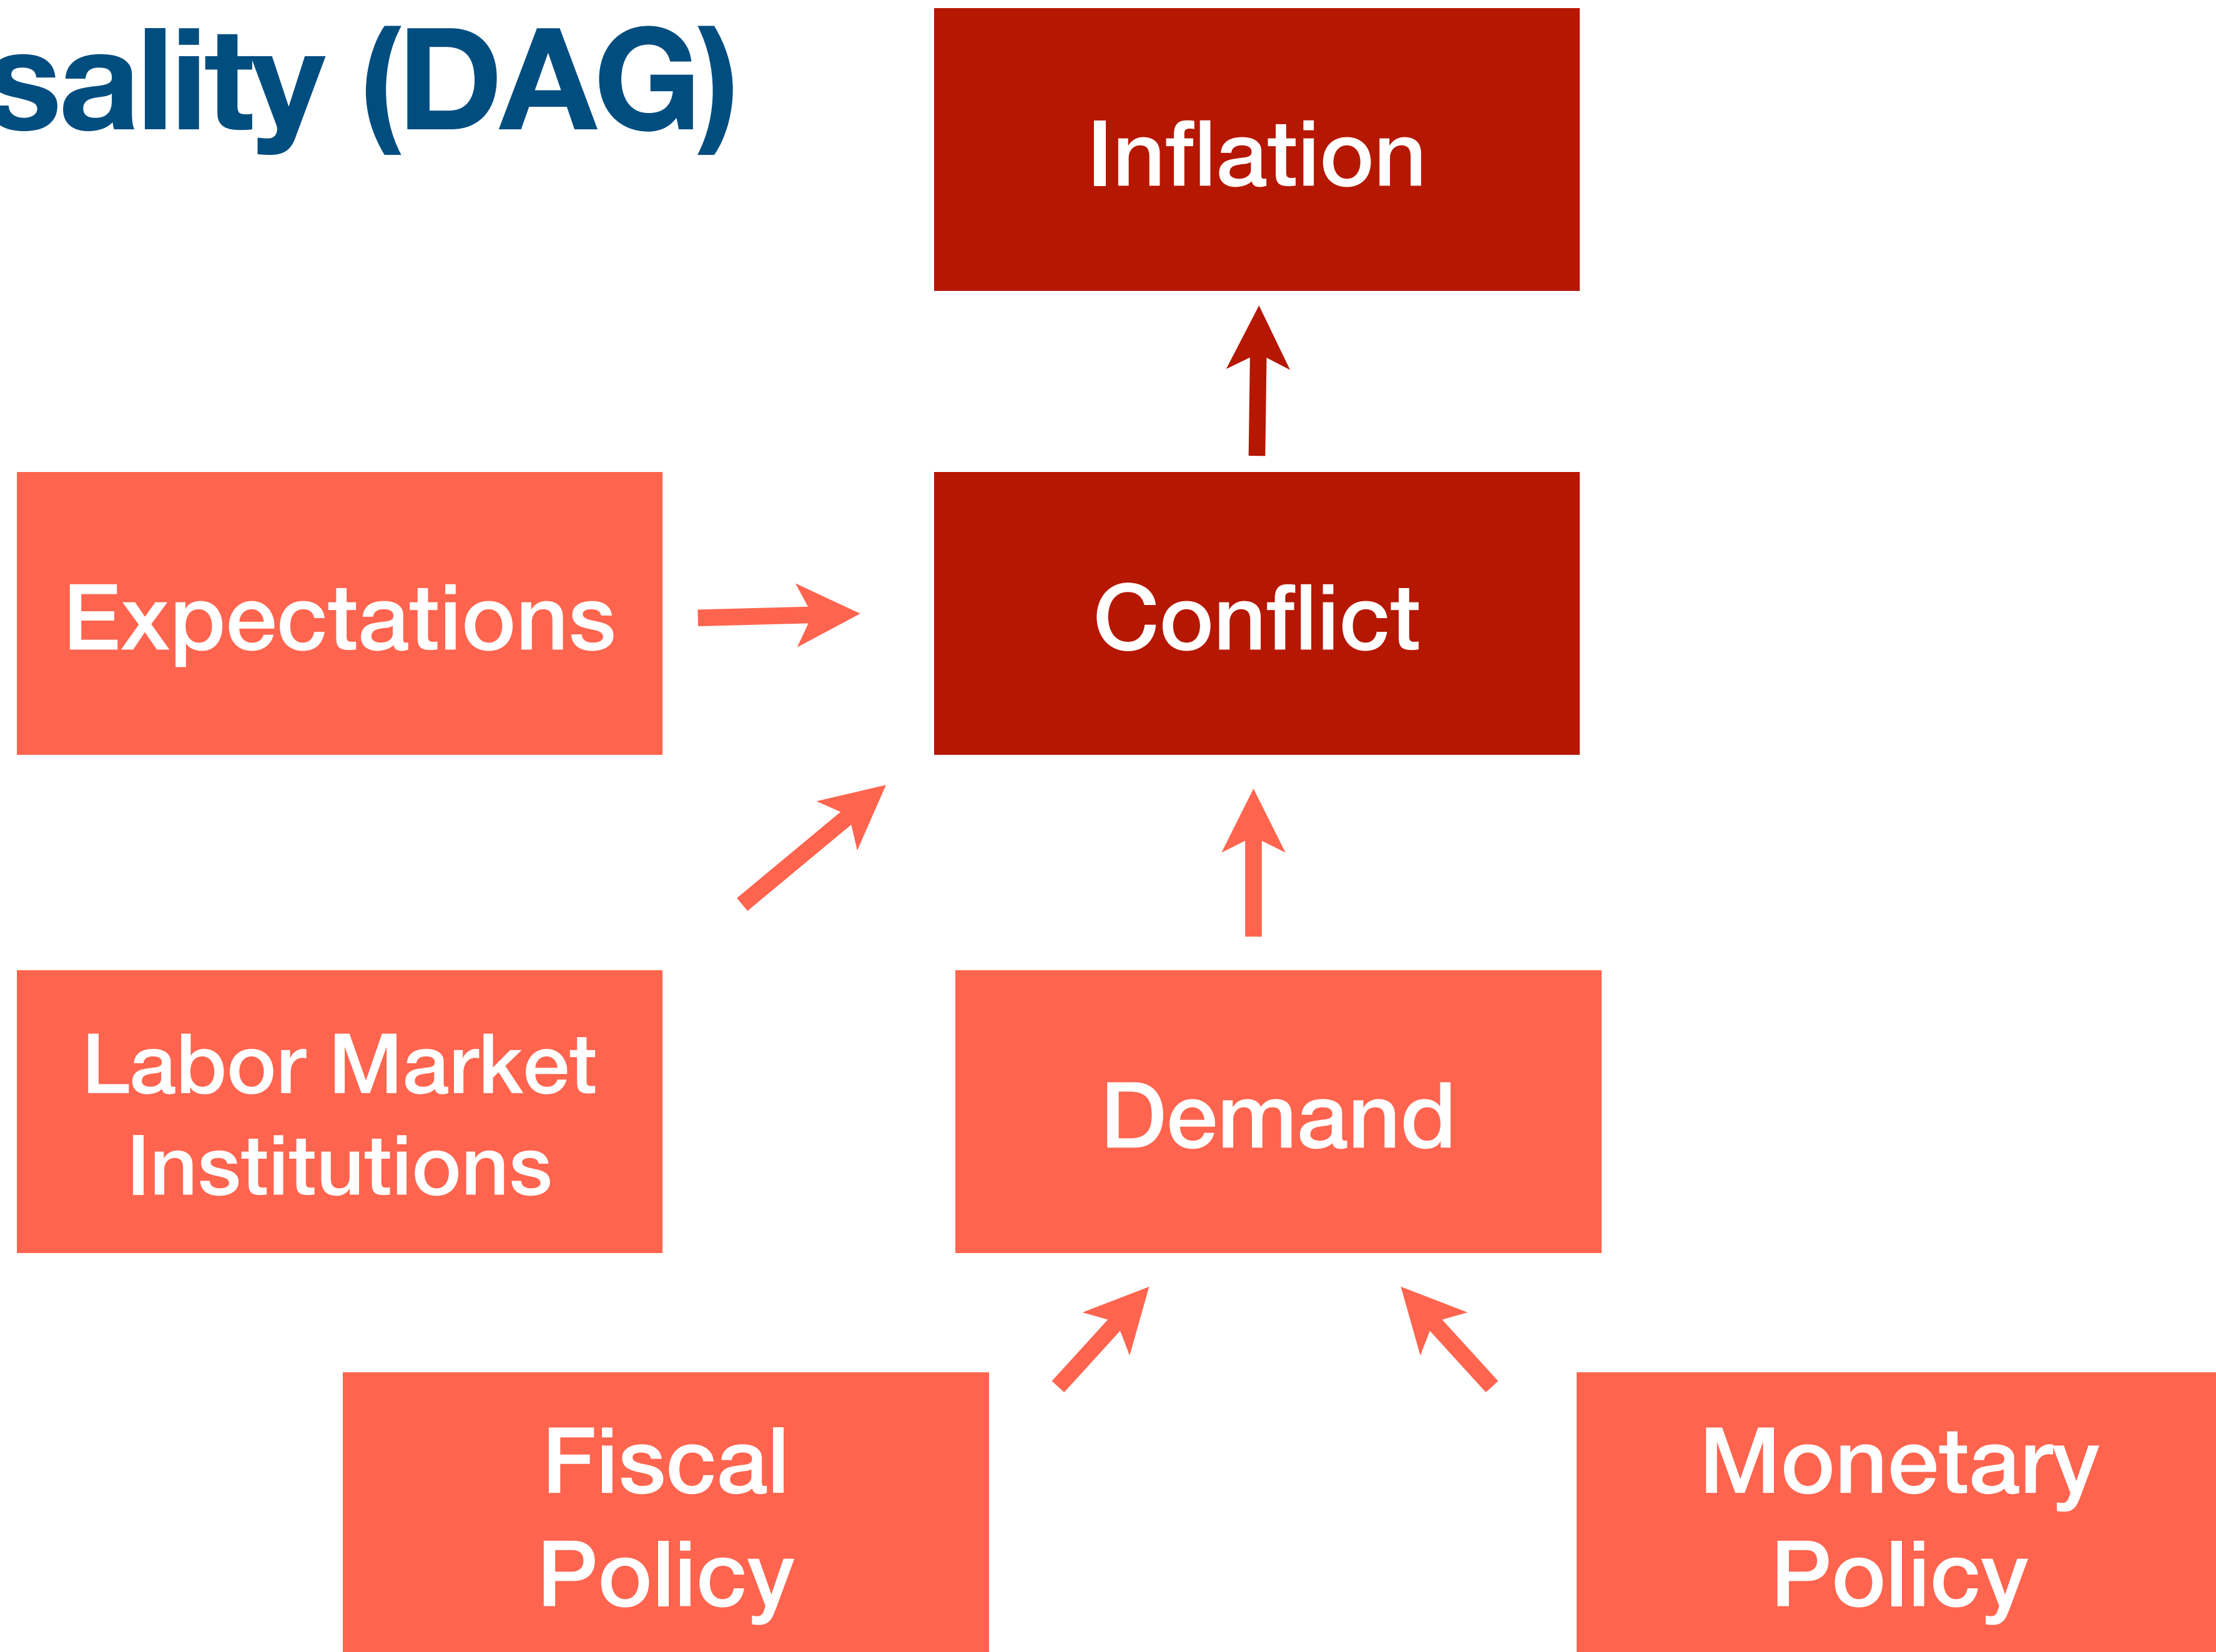 sality (DAG)
Inflation
Expectations
Conflict
Labor Market
Institutions
Demand
Fiscal
Policy
Monetary
Policy